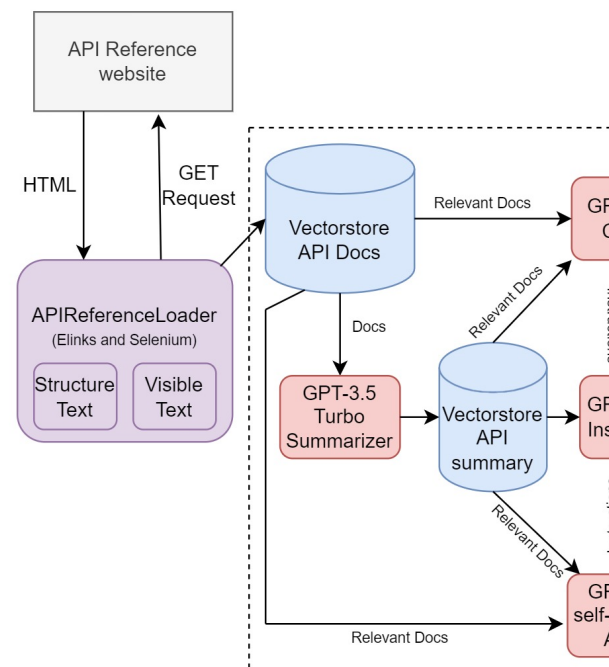 API Reference
website
HTML
GET
Request
APIReferenceLoader
(Elinks and Selenium)
Structure
Text
Visible
Text
Vectorstore
API Docs
Relevant Docs
Docs
Relevant Docs
GPT-3.5
Turbo
Summarizer
Vectorstore
API
summary
Relevant Docs
Relevant Docs
self-